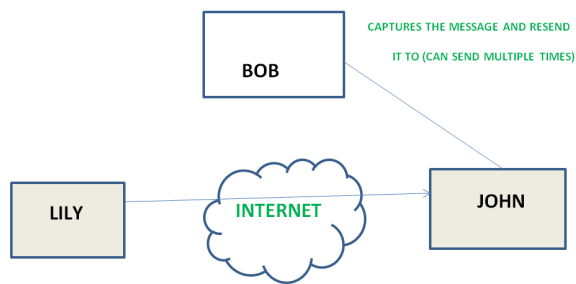 CAPTURES THE MESSAGE AND RESEND
IT TO (CAN SEND MULTIPLE TIMES)
BOB
LILY
INTERNET
JOHN